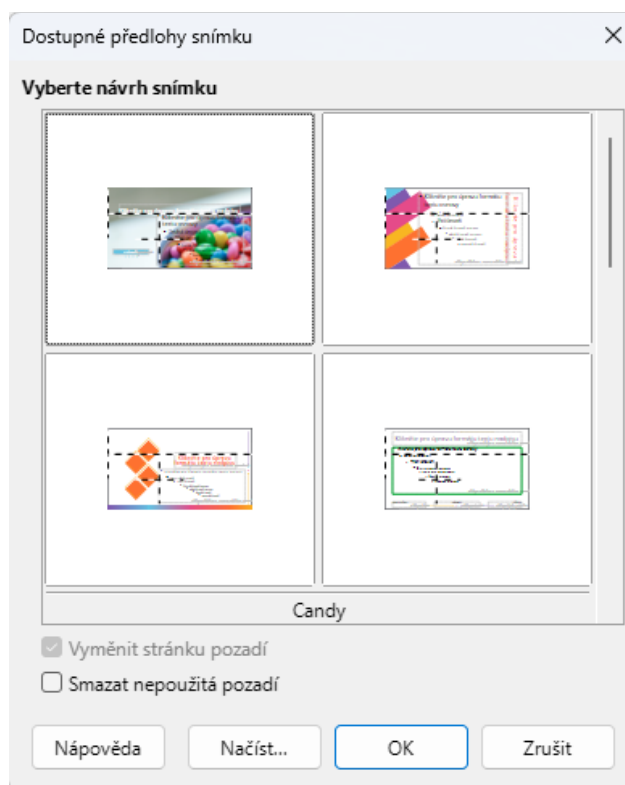 Dostupné předlohy snímku
Vyberte návrh snímku
Candy
Vyměnit stránku pozadí
Smazat nepoužitá pozadí
Nápověda
Načíst...
OK
Zrušit